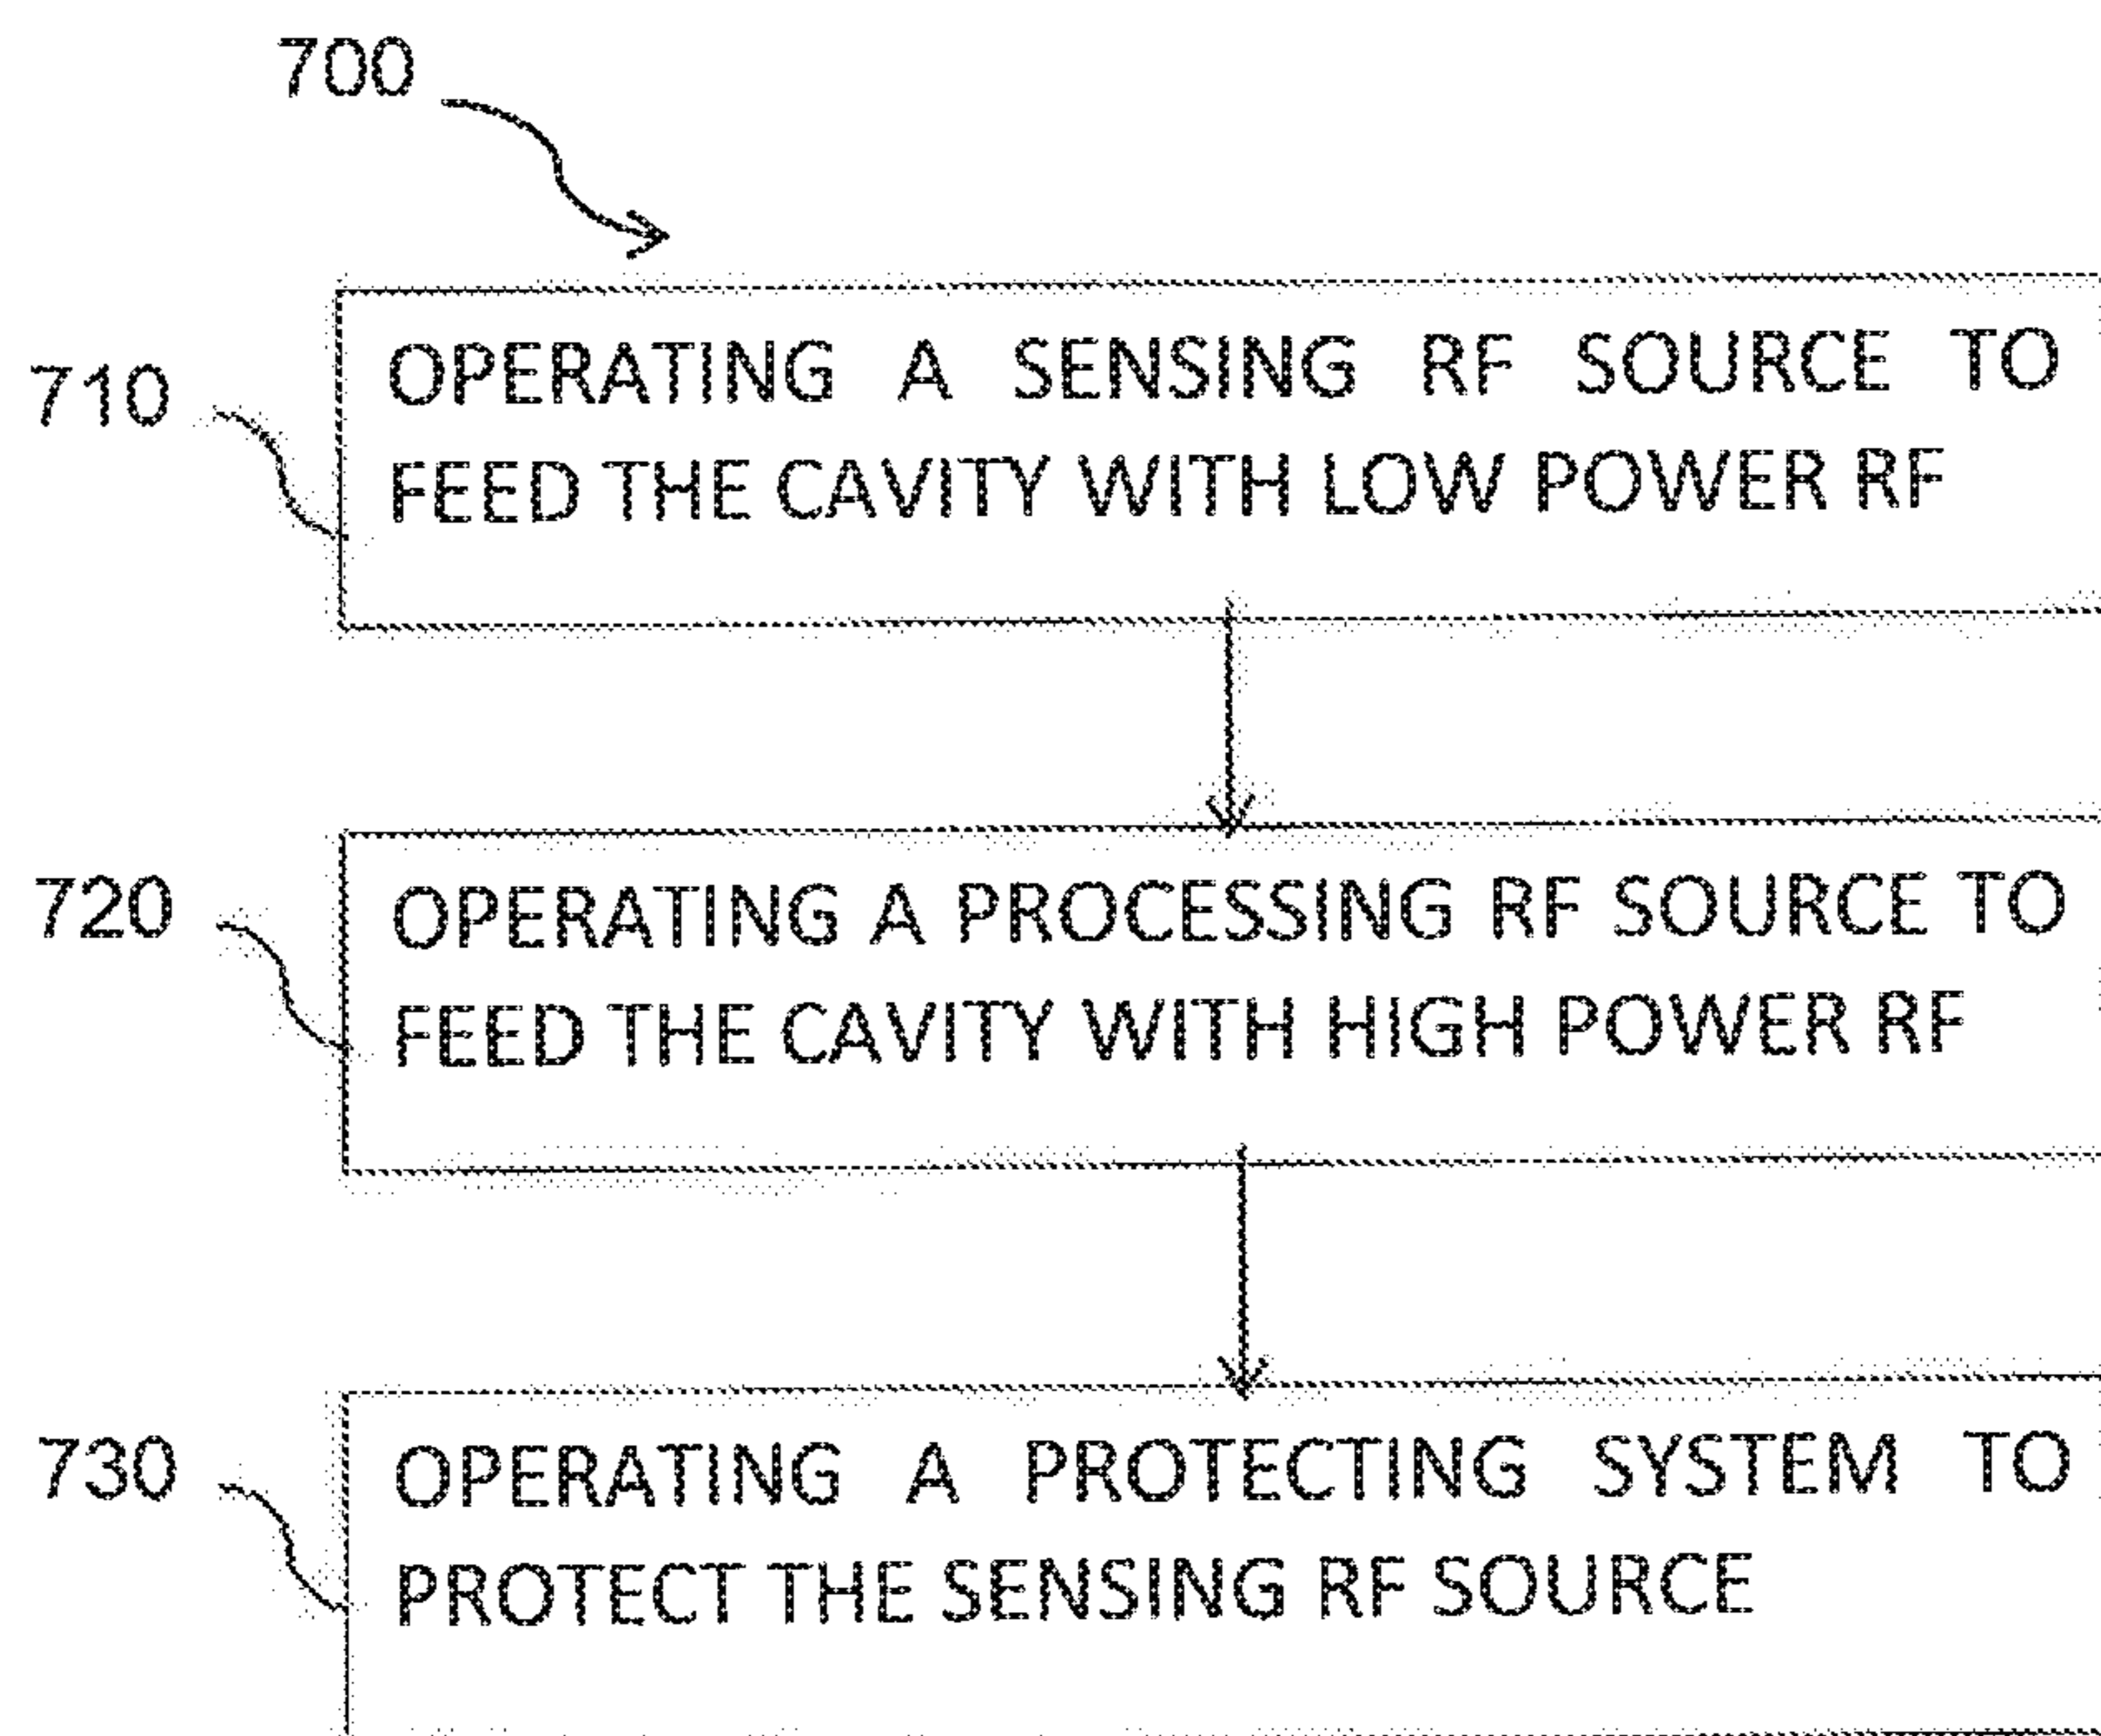 700
710
OPERATING A SENSING RF SOURCE TO
FEED THE CAVITY WITH LOW POWER RF
720
OPERATING A PROCESSING RF SOURCE TO
FEED THE CAVITY WITH HIGH POWER RF
730
OPERATING A PROTECTING SYSTEM TO
PROTECT THE SENSING RF SOURCE